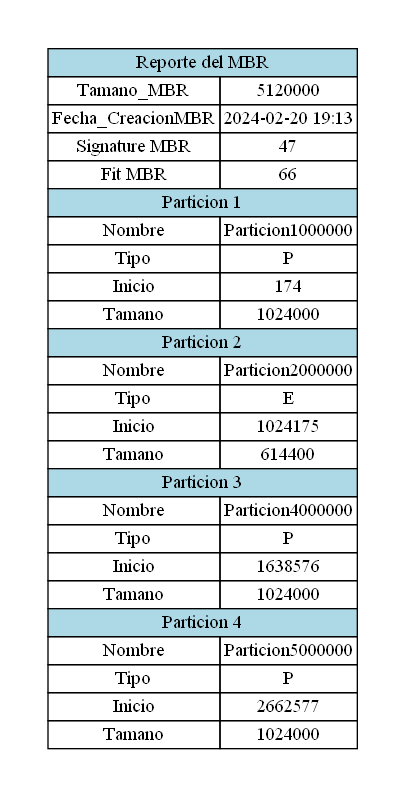 Reporte del MBR
Tamano_MBR 5120000
Fecha_CreacionMBR 2024-02-20 19:13
Signature MBR 47
Fit MBR 66
Particion 1
Nombre Particion1000000
Tipo P
Inicio 174
Tamano 1024000
Particion 2
Nombre Particion2000000
Tipo E
Inicio 1024175
Tamano 614400
Particion 3
Nombre Particion4000000
Tipo P
Inicio 1638576
Tamano 1024000
Particion 4
Nombre Particion5000000
Tipo P
Inicio 2662577
Tamano 1024000